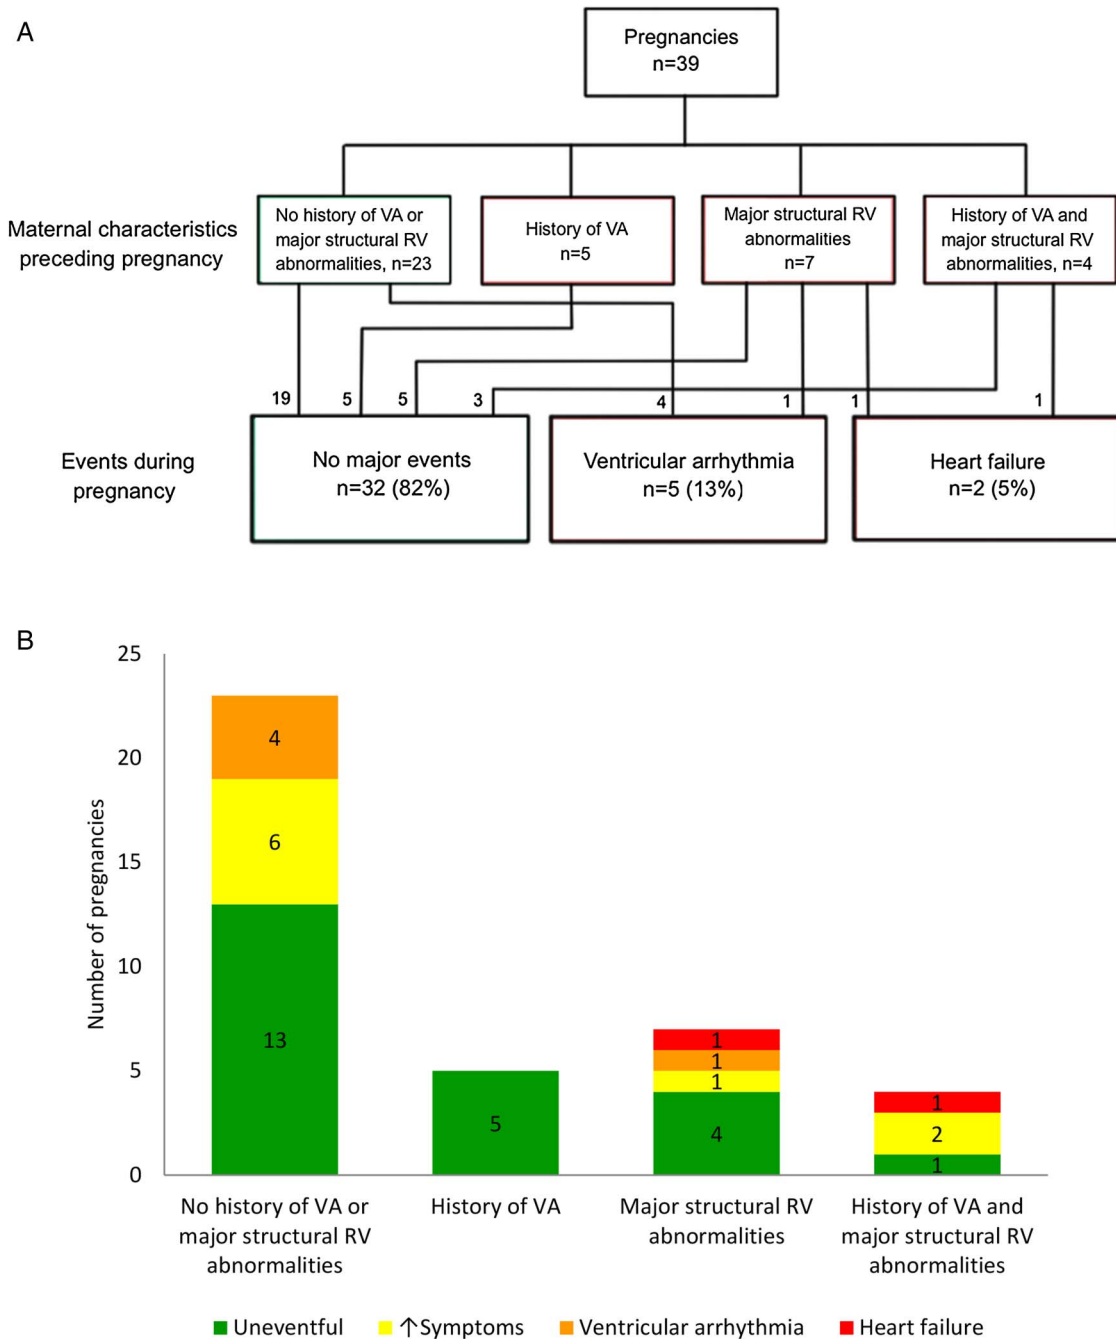 A
Pregnancies
n=39
Maternal characteristics
preceding pregnancy
No history of VA or
major structural RV
abnormalities, n=23
History of VA
n=5
Major structural RV
abnormalities
n=7
History of VA and
major structural RV
abnormalities, n=4
19 5 5 3 4 1 1 1
Events during
pregnancy
No major events
n=32 (82%)
Ventricular arrhythmia
n=5 (13%)
Heart failure
n=2 (5%)
B
Number of pregnancies
25
20
15
10
5
0
4
6
13
5
1
1
1
4
1
2
1
No history of VA or
major structural RV
abnormalities
History of VA
Major structural RV
abnormalities
History of VA and
major structural RV
abnormalities
Uneventful ↑Symptoms Ventricular arrhythmia Heart failure